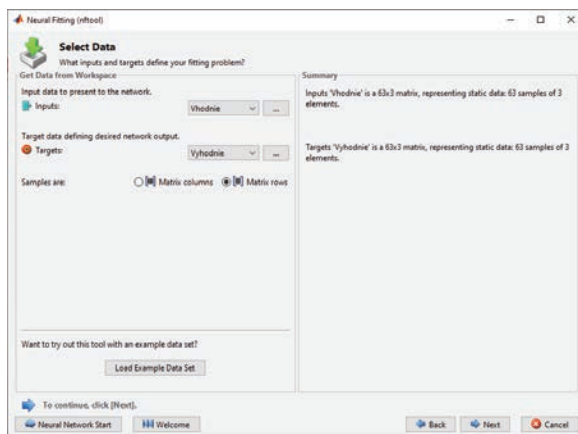 Neural Fitting (nftool)
Select Data
What inputs and targets define your fitting problem?
Get Data from Workspace
Input data to present to the network.
Inputs:
Vhodnie
...
Target data defining desired network output.
Targets:
Vyhodnie
...
Samples are:
Matrix columns
Matrix rows
Want to try out this tool with an example data set?
Load Example Data Set
Summary
Inputs 'Vhodnie' is a 63x3 matrix, representing static data: 63 samples of 3
elements.
Targets 'Vyhodnie' is a 63x3 matrix, representing static data: 63 samples of 3
elements.
To continue, click [Next].
Neural Network Start
Welcome
Back
Next
Cancel